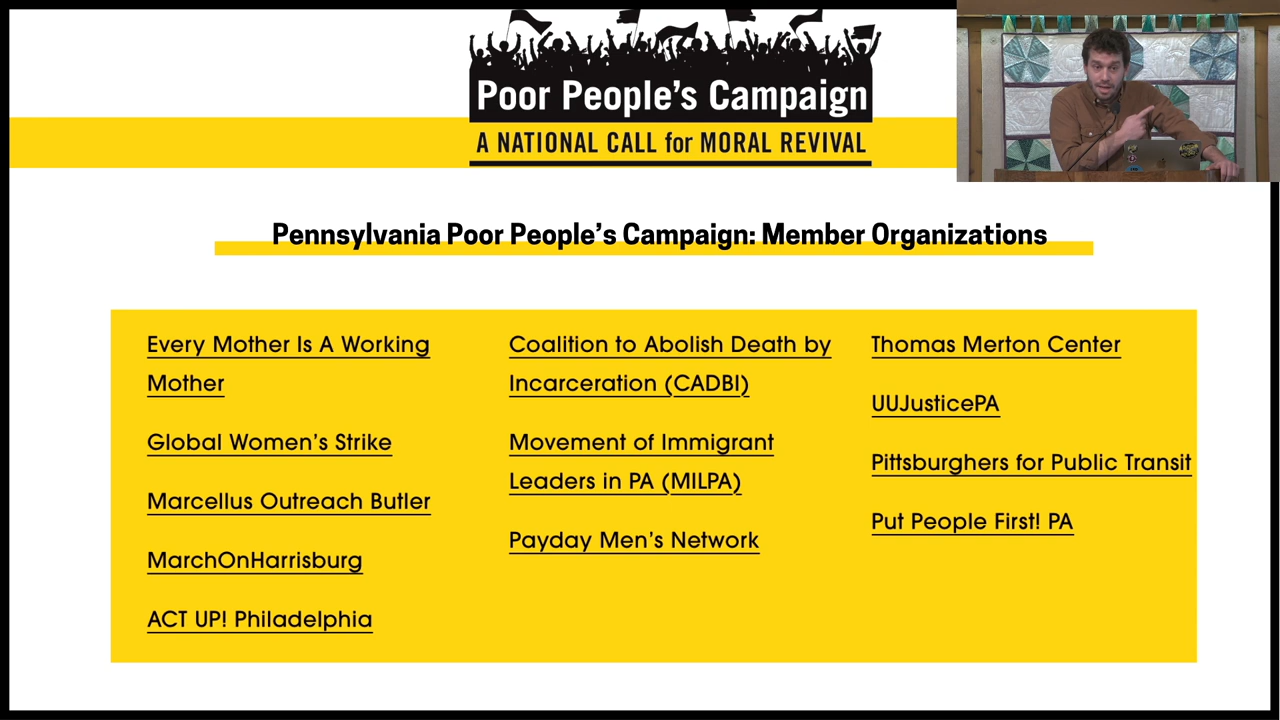 Poor People's Campaign
A NATIONAL CALL for MORAL REVIVAL
Pennsylvania Poor People's Campaign: Member Organizations
Every Mother Is A Working
Mother
Global Women's Strike
Marcellus Outreach Butler
MarchOnHarrisburg
ACT UP! Philadelphia
Coalition to Abolish Death by
Incarceration (CADBI)
Movement of Immigrant
Leaders in PA (MILPA)
Payday Men's Network
Thomas Merton Center
UUJusticePA
Pittsburghers for Public Transit
Put People First! PA